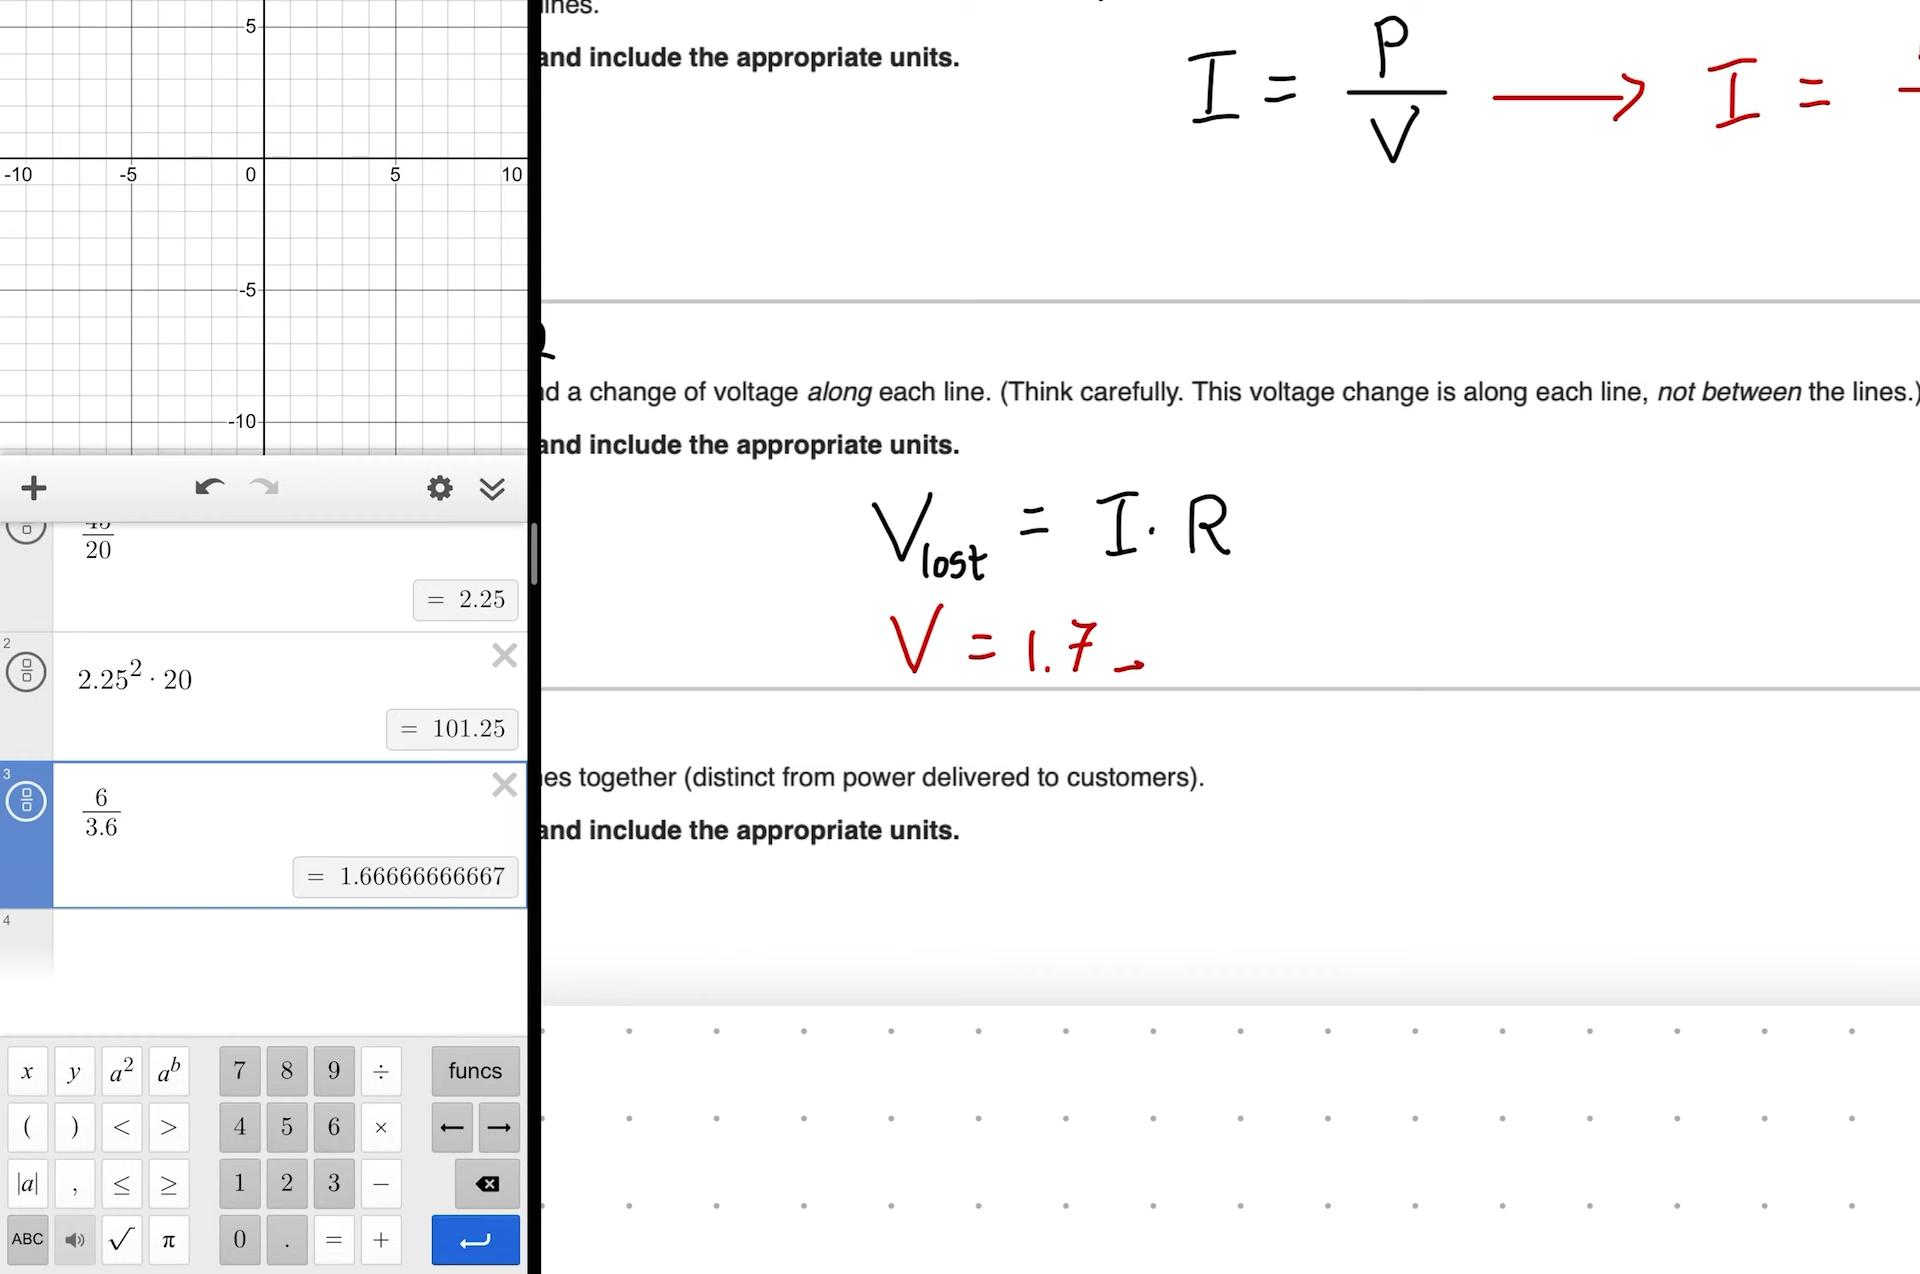 5
-10 -5 0 5 10
-5
-10
20
= 2.25
2
2.25² · 20
= 101.25
3
6
3.6
= 1.66666666667
4
x y a² aᵇ 7 8 9 ÷ funcs
( ) < > 4 5 6 × ← →
|a| , ≤ ≥ 1 2 3 −
ABC √ π 0 . = +
and include the appropriate units.
I = P/V → I =
a change of voltage along each line. (Think carefully. This voltage change is along each line, not between the lines.)
and include the appropriate units.
V lost = I · R
V = 1.7
together (distinct from power delivered to customers).
and include the appropriate units.